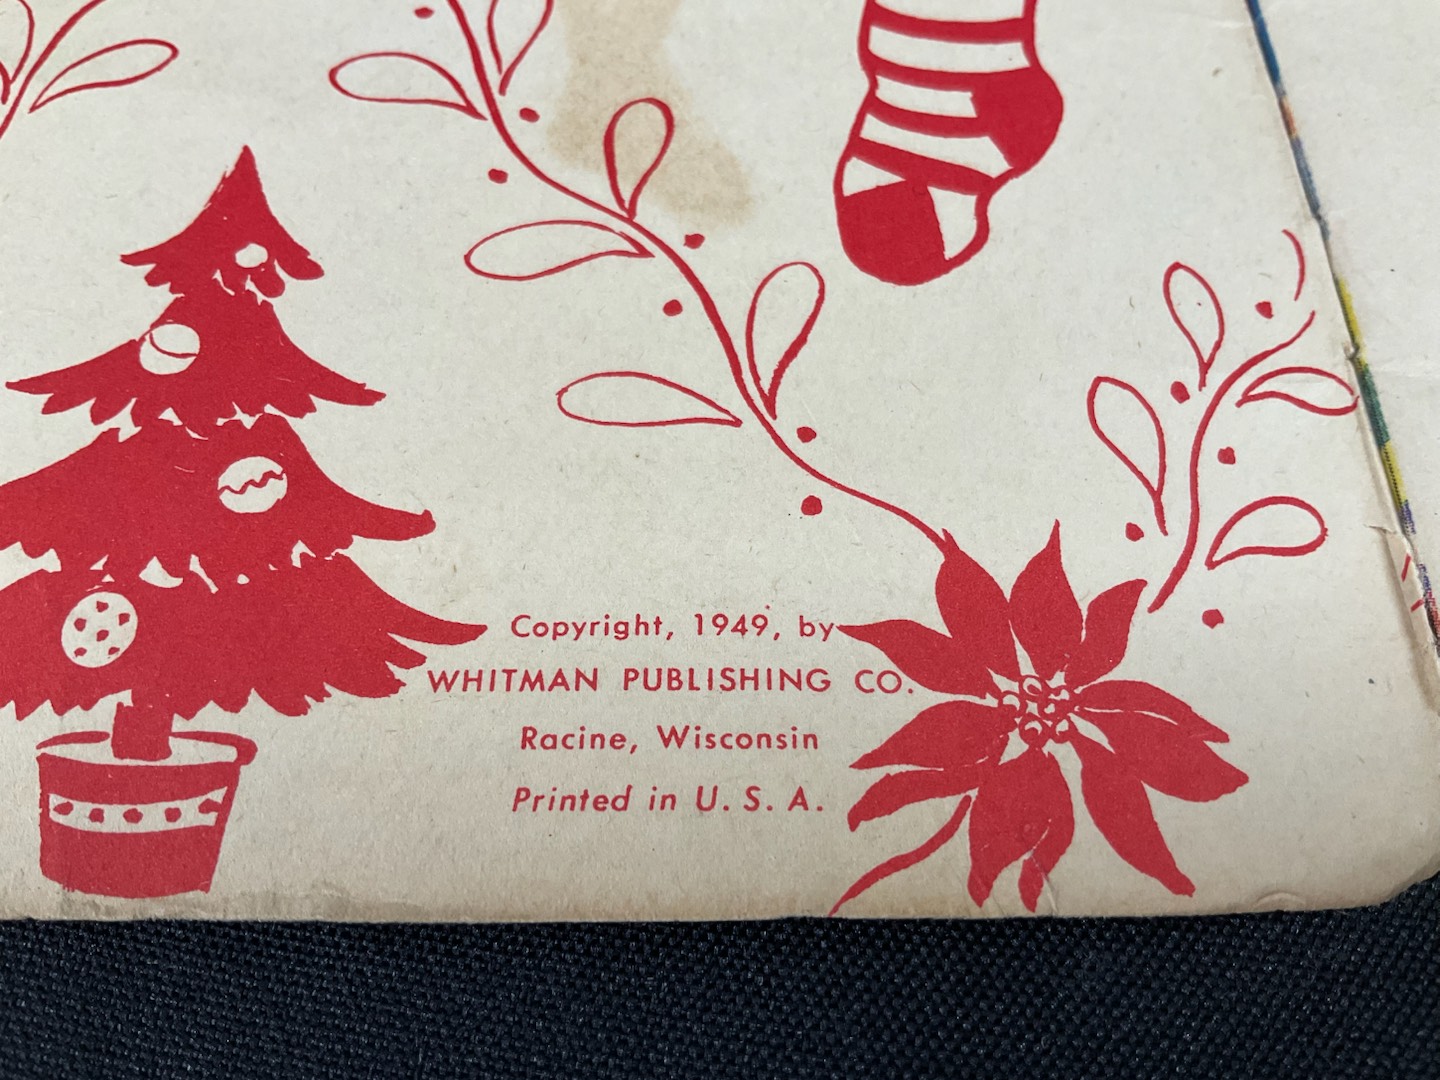 Copyright, 1949, by
WHITMAN PUBLISHING CO.
Racine, Wisconsin
Printed in U. S. A.